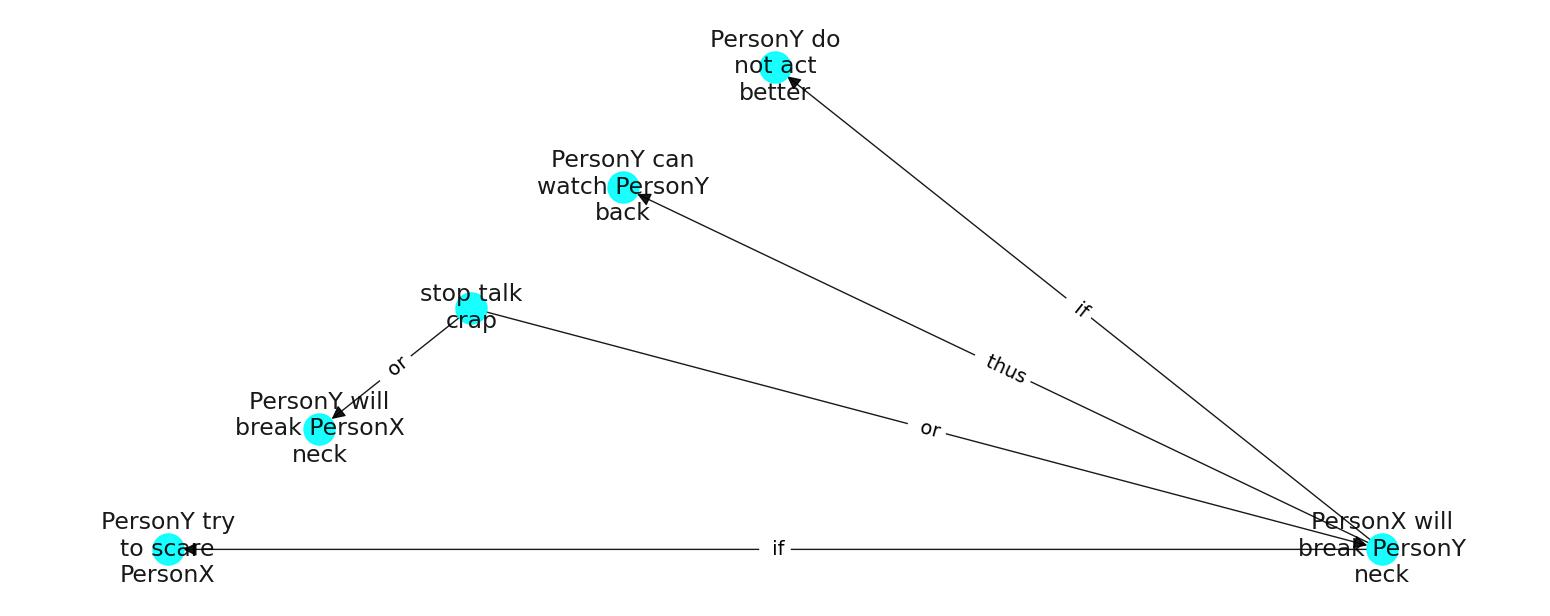 PersonY do
not act
better
PersonY can
watch PersonY
back
stop talk
crap
if
thus
or
PersonY will
break PersonX
neck
or
PersonY try
to scare
PersonX
if
PersonX will
break PersonY
neck